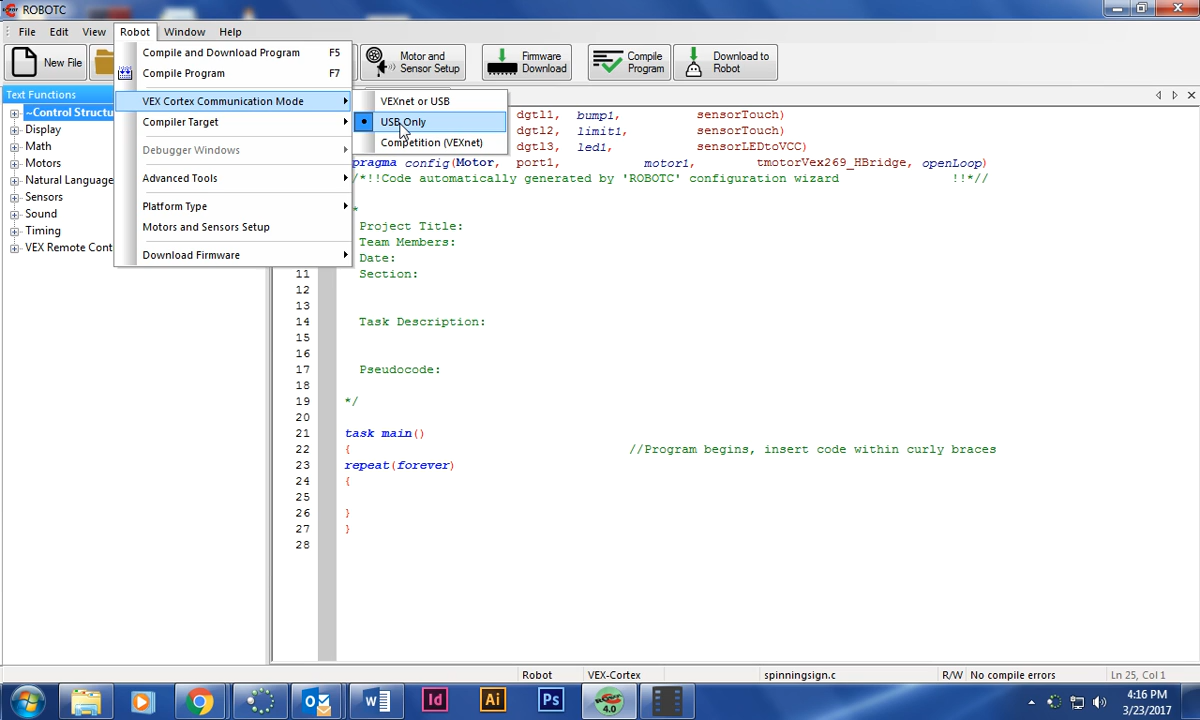 ROBOTC
File Edit View Robot Window Help
New File
Motor and Sensor Setup
Firmware Download
Compile Program
Download to Robot
Compile and Download Program F5
Compile Program F7
VEX Cortex Communication Mode
Compiler Target
Debugger Windows
Advanced Tools
Platform Type
Motors and Sensors Setup
Download Firmware
VEXnet or USB
USB Only
Competition (VEXnet)
Text Functions
~Control Structu
Display
Math
Motors
Natural Language
Sensors
Sound
Timing
VEX Remote Cont
dgtl1, bump1, sensorTouch)
dgtl2, limit1, sensorTouch)
dgtl3, led1, sensorLEDtoVCC)
pragma config(Motor, port1, motor1, tmotorVex269_HBridge, openLoop)
/*!!Code automatically generated by 'ROBOTC' configuration wizard !!*//
*
Project Title:
Team Members:
Date:
11 Section:
12
13
14 Task Description:
15
16
17 Pseudocode:
18
19 */
20
21 task main()
22 { //Program begins, insert code within curly braces
23 repeat(forever)
24 {
25
26 }
27 }
28
Robot VEX-Cortex spinningsign.c R/W No compile errors Ln 25, Col 1
Id Ai Ps 4.0
4:16 PM
3/23/2017